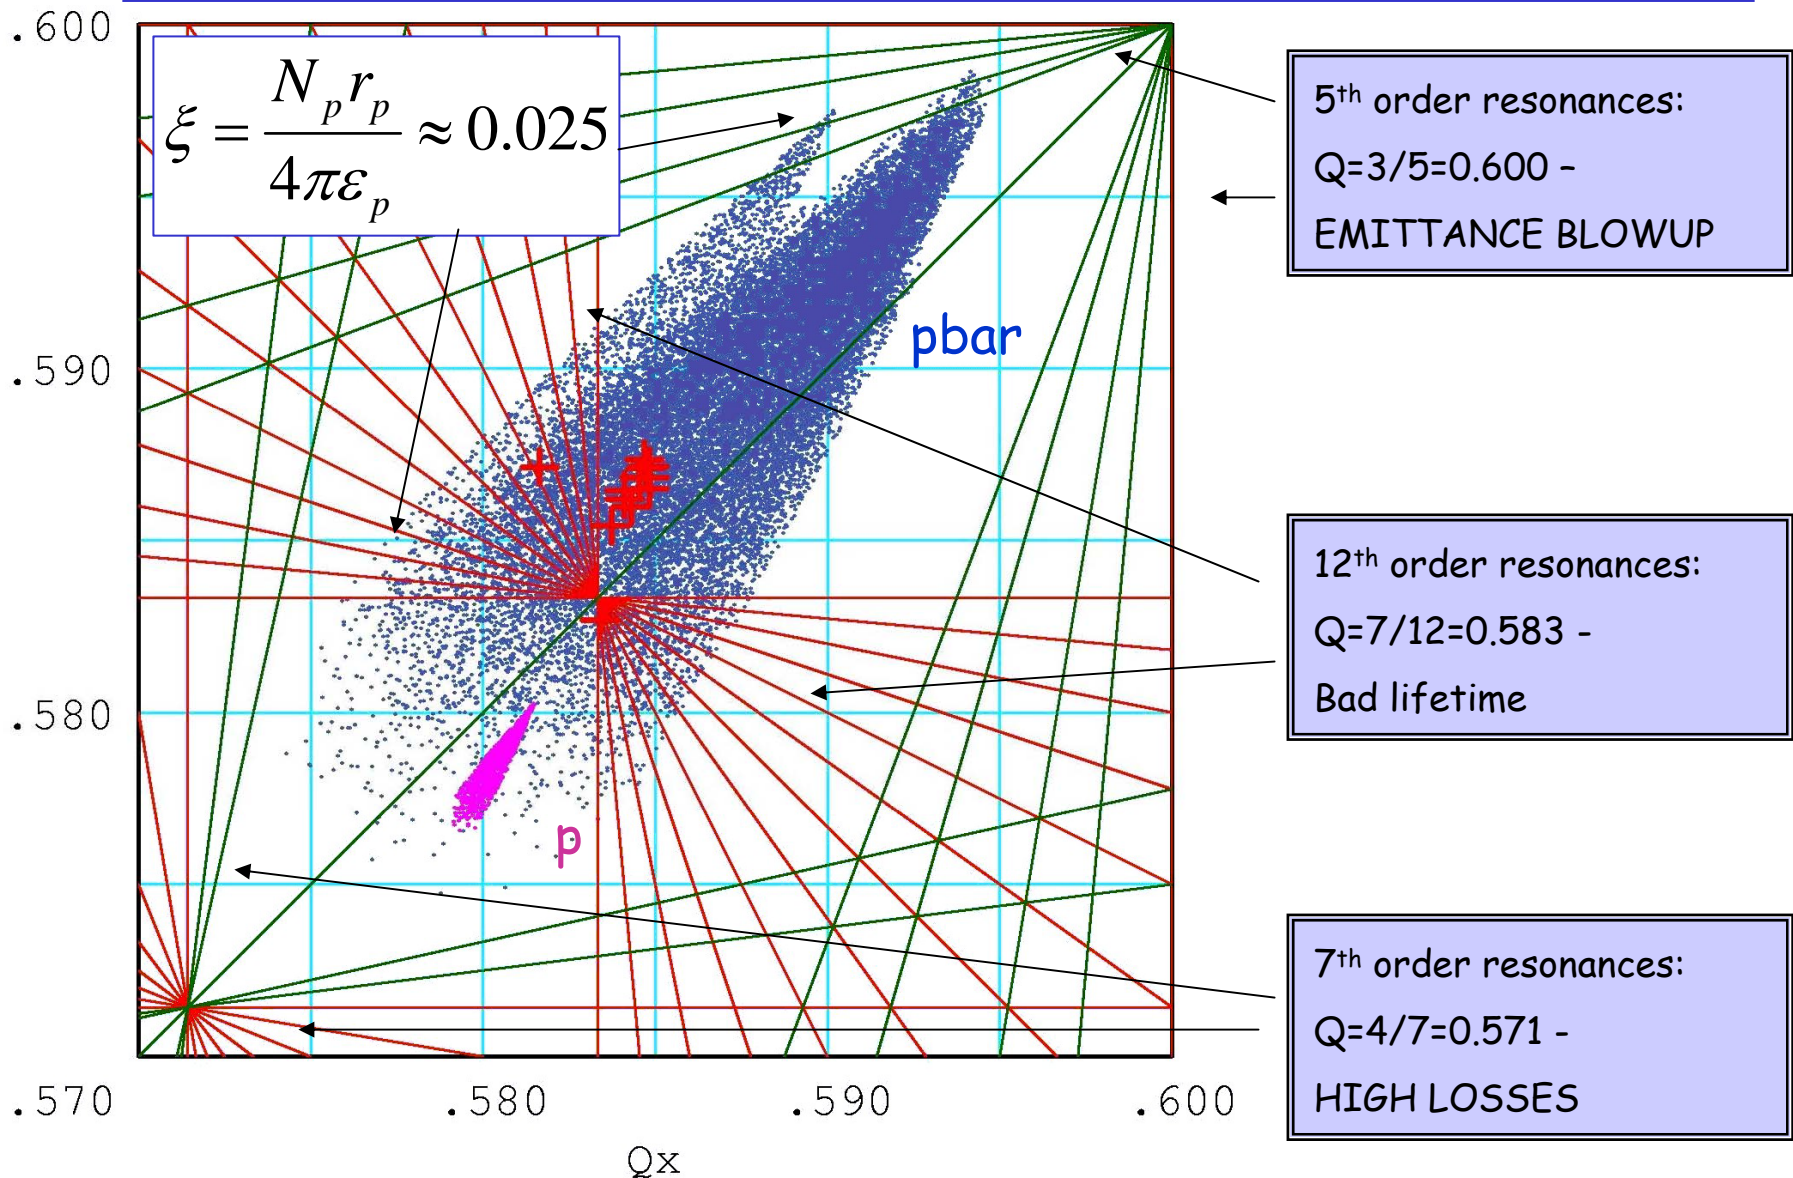 .600
ξ = N_p r_p / 4πε_p ≈ 0.025
5th order resonances:
Q=3/5=0.600 –
EMITTANCE BLOWUP
.590
pbar
12th order resonances:
Q=7/12=0.583 -
Bad lifetime
.580
p
7th order resonances:
Q=4/7=0.571 -
HIGH LOSSES
.570 .580 .590 .600
Qx